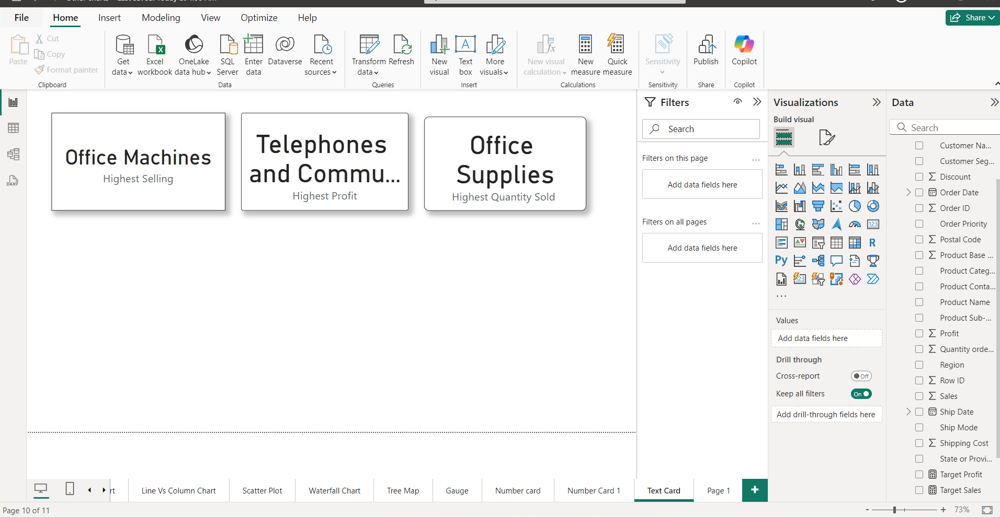 File
Home
Insert
Modeling
View
Optimize
Help
Share
Paste
Cut
Copy
Format painter
Clipboard
Get
data
Excel
workbook
OneLake
data hub
SQL
Server
Enter
data
Dataverse
Recent
sources
Data
Transform
data
Refresh
Queries
New
visual
Text
box
More
visuals
Insert
New visual
calculation
New
measure
Quick
measure
Calculations
Sensitivity
Sensitivity
Publish
Share
Copilot
Copilot
Office Machines
Highest Selling
Telephones
and Commu...
Highest Profit
Office
Supplies
Highest Quantity Sold
Filters
Search
Filters on this page
Add data fields here
Filters on all pages
Add data fields here
Visualizations
Build visual
123
R
Py
123
Values
Add data fields here
Drill through
Cross-report
Off
Keep all filters
On
Add drill-through fields here
Data
Search
Customer Na...
Customer Seg...
Discount
Order Date
Order ID
Order Priority
Postal Code
Product Base ...
Product Categ...
Product Conta...
Product Name
Product Sub-...
Profit
Quantity orde...
Region
Row ID
Sales
Ship Date
Ship Mode
Shipping Cost
State or Provi...
Target Profit
Target Sales
rt
Line Vs Column Chart
Scatter Plot
Waterfall Chart
Tree Map
Gauge
Number card
Number Card 1
Text Card
Page 1
+
Page 10 of 11
- + 73%